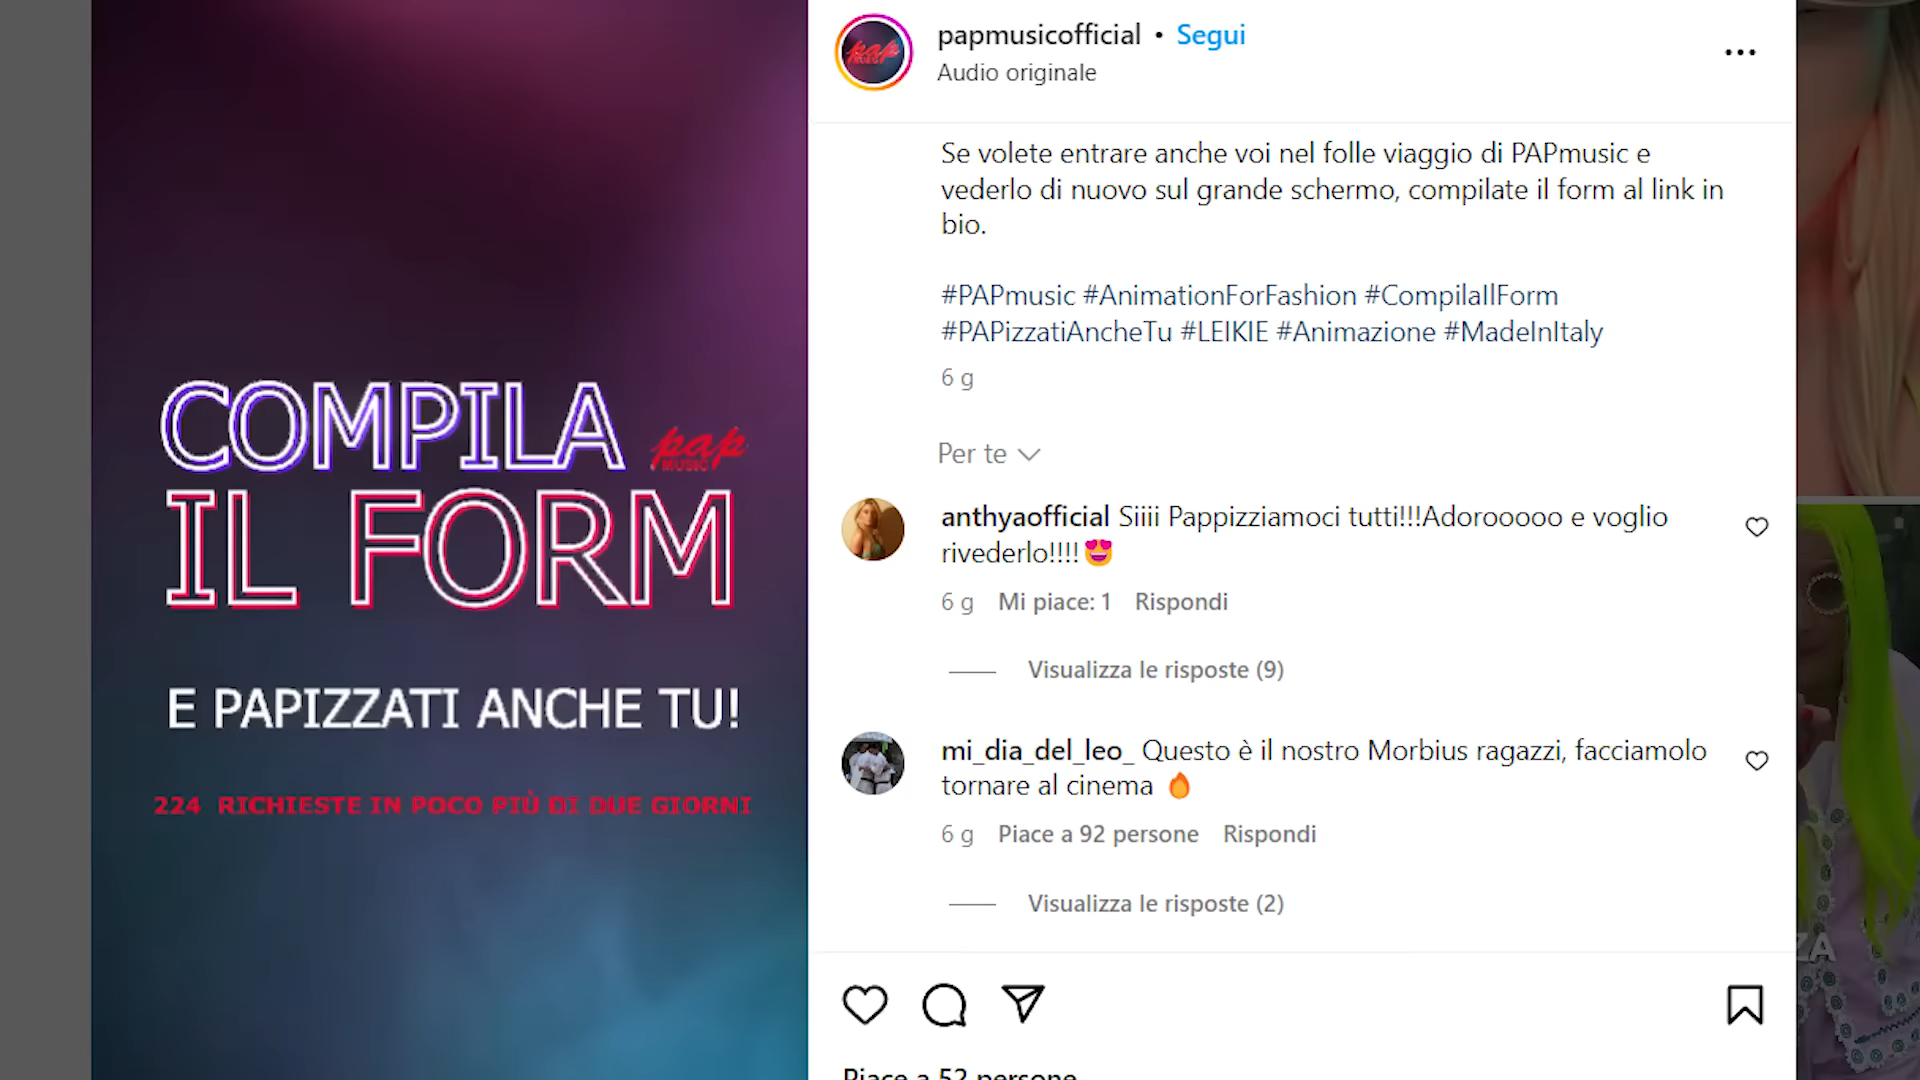 COMPILA
pap
MUSIC
IL FORM
E PAPIZZATI ANCHE TU!
224 RICHIESTE IN POCO PIÙ DI DUE GIORNI
pap
MUSIC
papmusicofficial • Segui
Audio originale
Se volete entrare anche voi nel folle viaggio di PAPmusic e
vederlo di nuovo sul grande schermo, compilate il form al link in
bio.
#PAPmusic #AnimationForFashion #CompilaIlForm
#PAPizzatiAncheTu #LEIKIE #Animazione #MadeInItaly
6 g
Per te
anthyaofficial Siiii Pappizziamoci tutti!!!Adorooooo e voglio
rivederlo!!!!😍
6 g Mi piace: 1 Rispondi
Visualizza le risposte (9)
mi_dia_del_leo_ Questo è il nostro Morbius ragazzi, facciamolo
tornare al cinema 🔥
6 g Piace a 92 persone Rispondi
Visualizza le risposte (2)
Piace a 52 persone
ZA